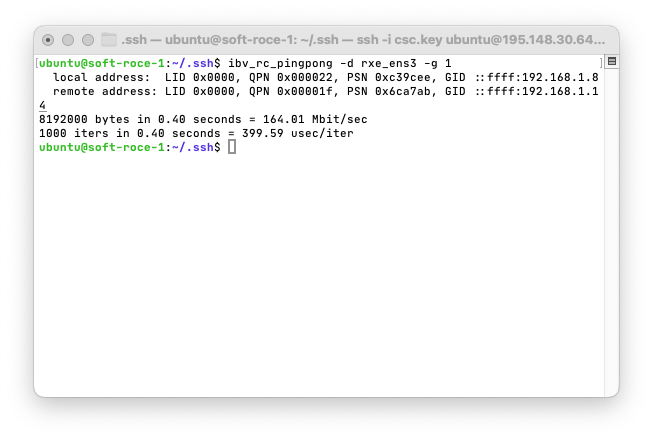 .ssh — ubuntu@soft-roce-1: ~/.ssh — ssh -i csc.key ubuntu@195.148.30.64...
[ubuntu@soft-roce-1:~/.ssh$ ibv_rc_pingpong -d rxe_ens3 -g 1 ]
  local address:  LID 0x0000, QPN 0x000022, PSN 0xc39cee, GID ::ffff:192.168.1.8
  remote address: LID 0x0000, QPN 0x00001f, PSN 0x6ca7ab, GID ::ffff:192.168.1.1
4
8192000 bytes in 0.40 seconds = 164.01 Mbit/sec
1000 iters in 0.40 seconds = 399.59 usec/iter
ubuntu@soft-roce-1:~/.ssh$